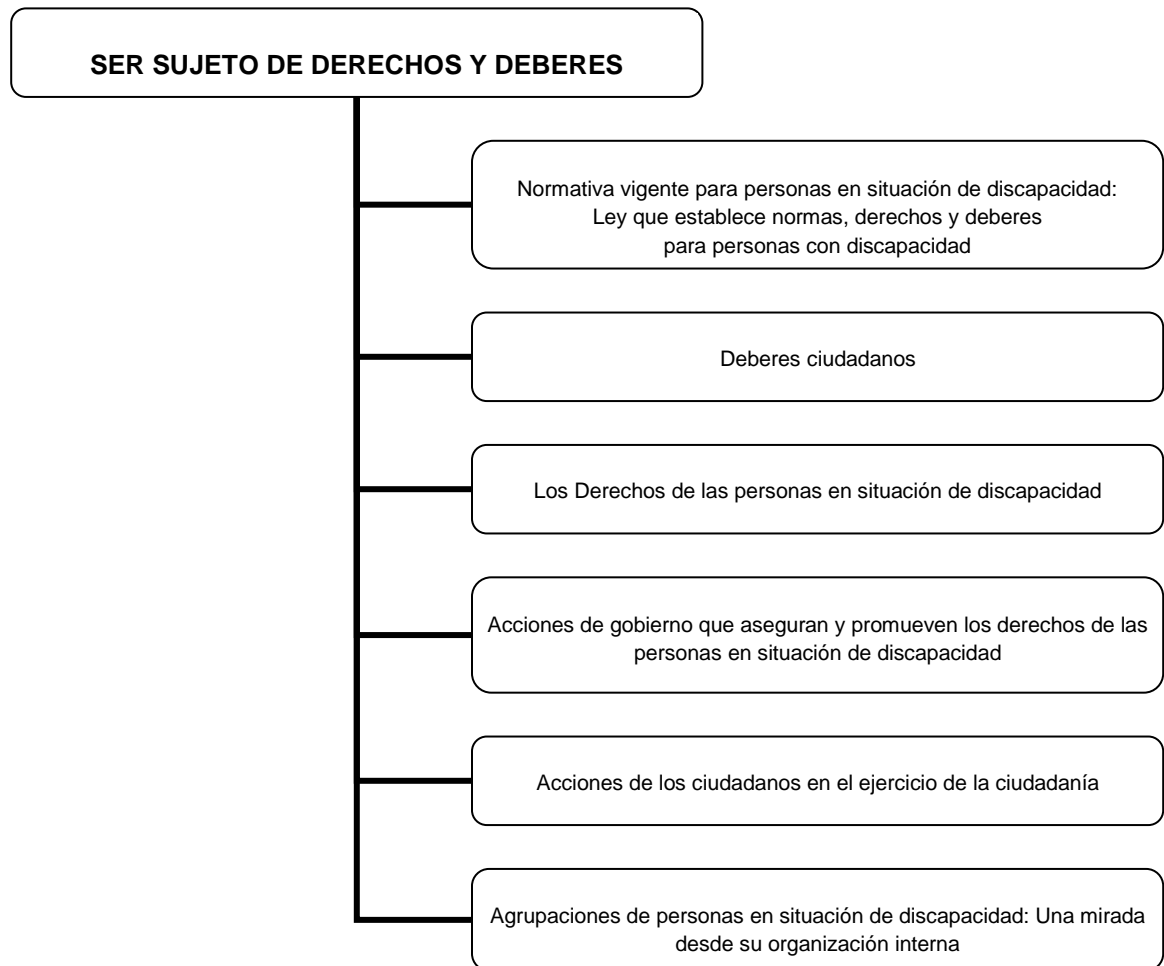 SER SUJETO DE DERECHOS Y DEBERES
Normativa vigente para personas en situación de discapacidad:
Ley que establece normas, derechos y deberes
para personas con discapacidad
Deberes ciudadanos
Los Derechos de las personas en situación de discapacidad
Acciones de gobierno que aseguran y promueven los derechos de las
personas en situación de discapacidad
Acciones de los ciudadanos en el ejercicio de la ciudadanía
Agrupaciones de personas en situación de discapacidad: Una mirada
desde su organización interna